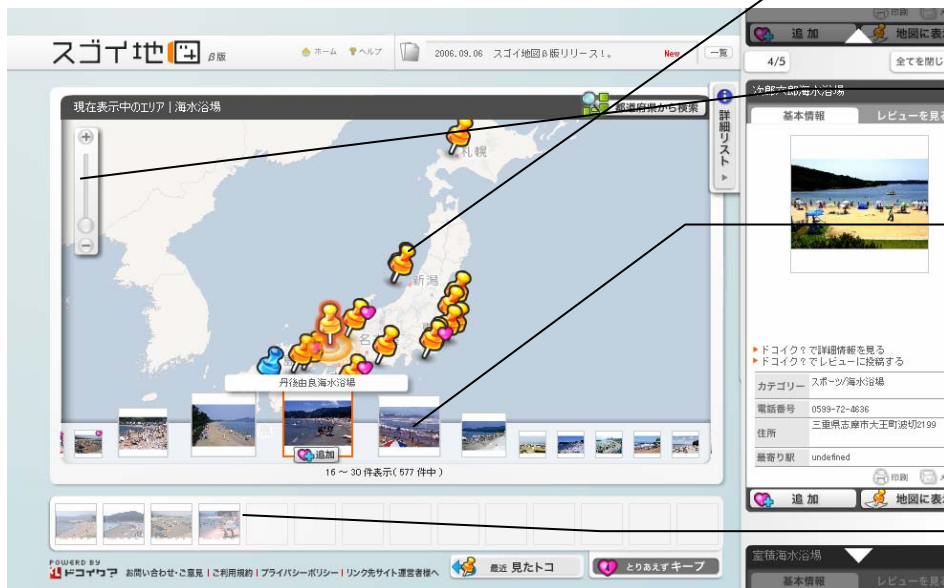 スゴイ地図 β版
ホーム ヘルプ 2006.09.06 スゴイ地図β版リリース!。 New 一覧
現在表示中のエリア | 海水浴場 都道府県から検索
詳細リスト
札幌
新潟
名
丹後由良海水浴場
追加
16 ~ 30 件表示( 577 件中 )
POWERD BY
ドコイク? お問い合わせ・ご意見 | ご利用規約 | プライバシーポリシー | リンク先サイト運営者様へ 最近 見たトコ とりあえずキープ
印刷
追加 地図に表
4/5 全てを閉じ
次郎六郎海水浴場
基本情報 レビューを見る
ドコイク?で詳細情報を見る
ドコイク?でレビューに投稿する
カテゴリー スポーツ/海水浴場
電話番号 0599-72-4636
住所 三重県志摩市大王町波切2199
最寄り駅 undefined
印刷
追加 地図に表
室積海水浴場
基本情報 レビューを見